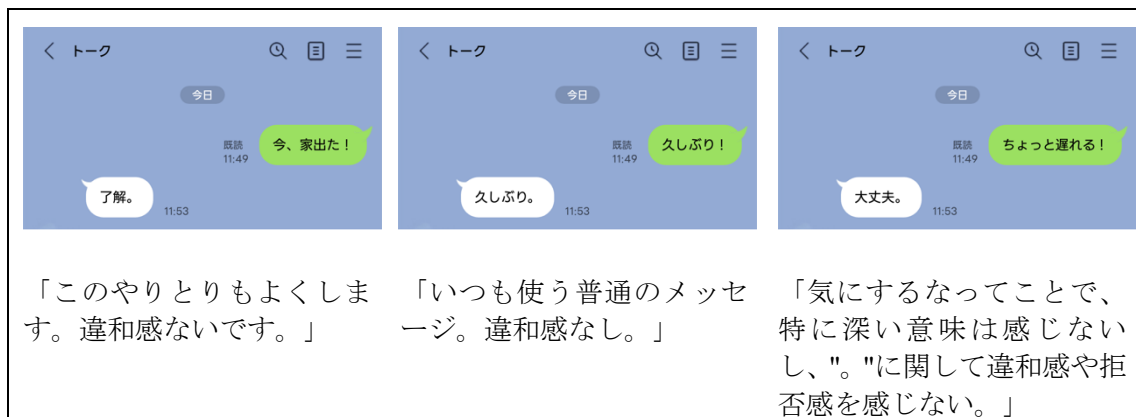 トーク
今日
既読
11:49
今、家出た！
了解。
11:53
「このやりとりもよくしま
す。違和感ないです。」
トーク
今日
既読
11:49
久しぶり！
久しぶり。
11:53
「いつも使う普通のメッセ
ージ。違和感なし。」
トーク
今日
既読
11:49
ちょっと遅れる！
大丈夫。
11:53
「気にするなってことで、
特に深い意味は感じない
し、"。"に関して違和感や拒
否感を感じない。」